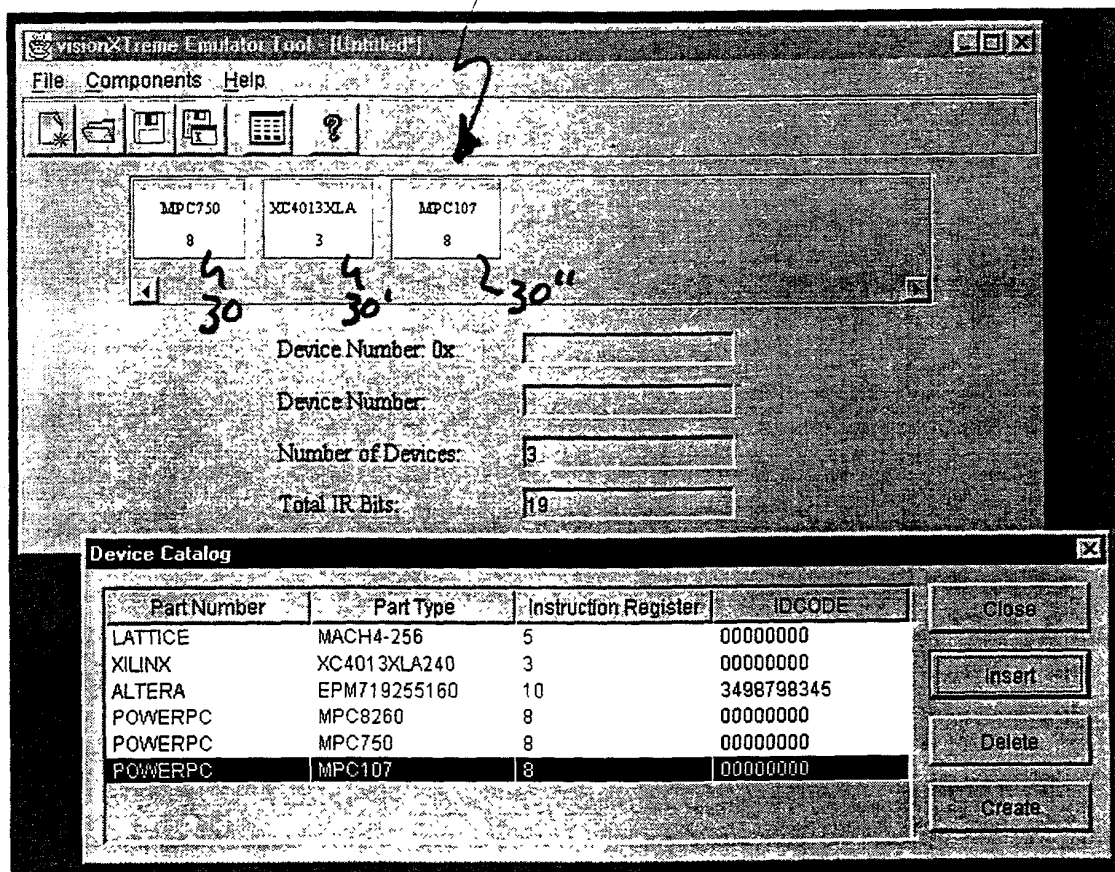 visionXTreme Emulator Tool - [Untitled*]
File Components Help
MPC750 XC4013XLA MPC107
8 3 8
30 30' 30"
Device Number: 0x
Device Number:
Number of Devices: 3
Total IR Bits: 19
Device Catalog
Part Number Part Type Instruction Register IDCODE Close
LATTICE MACH4-256 5 00000000
XILINX XC4013XLA240 3 00000000 Insert
ALTERA EPM719255160 10 3498798345
POWERPC MPC8260 8 00000000
POWERPC MPC750 8 00000000 Delete
POWERPC MPC107 8 00000000
Create